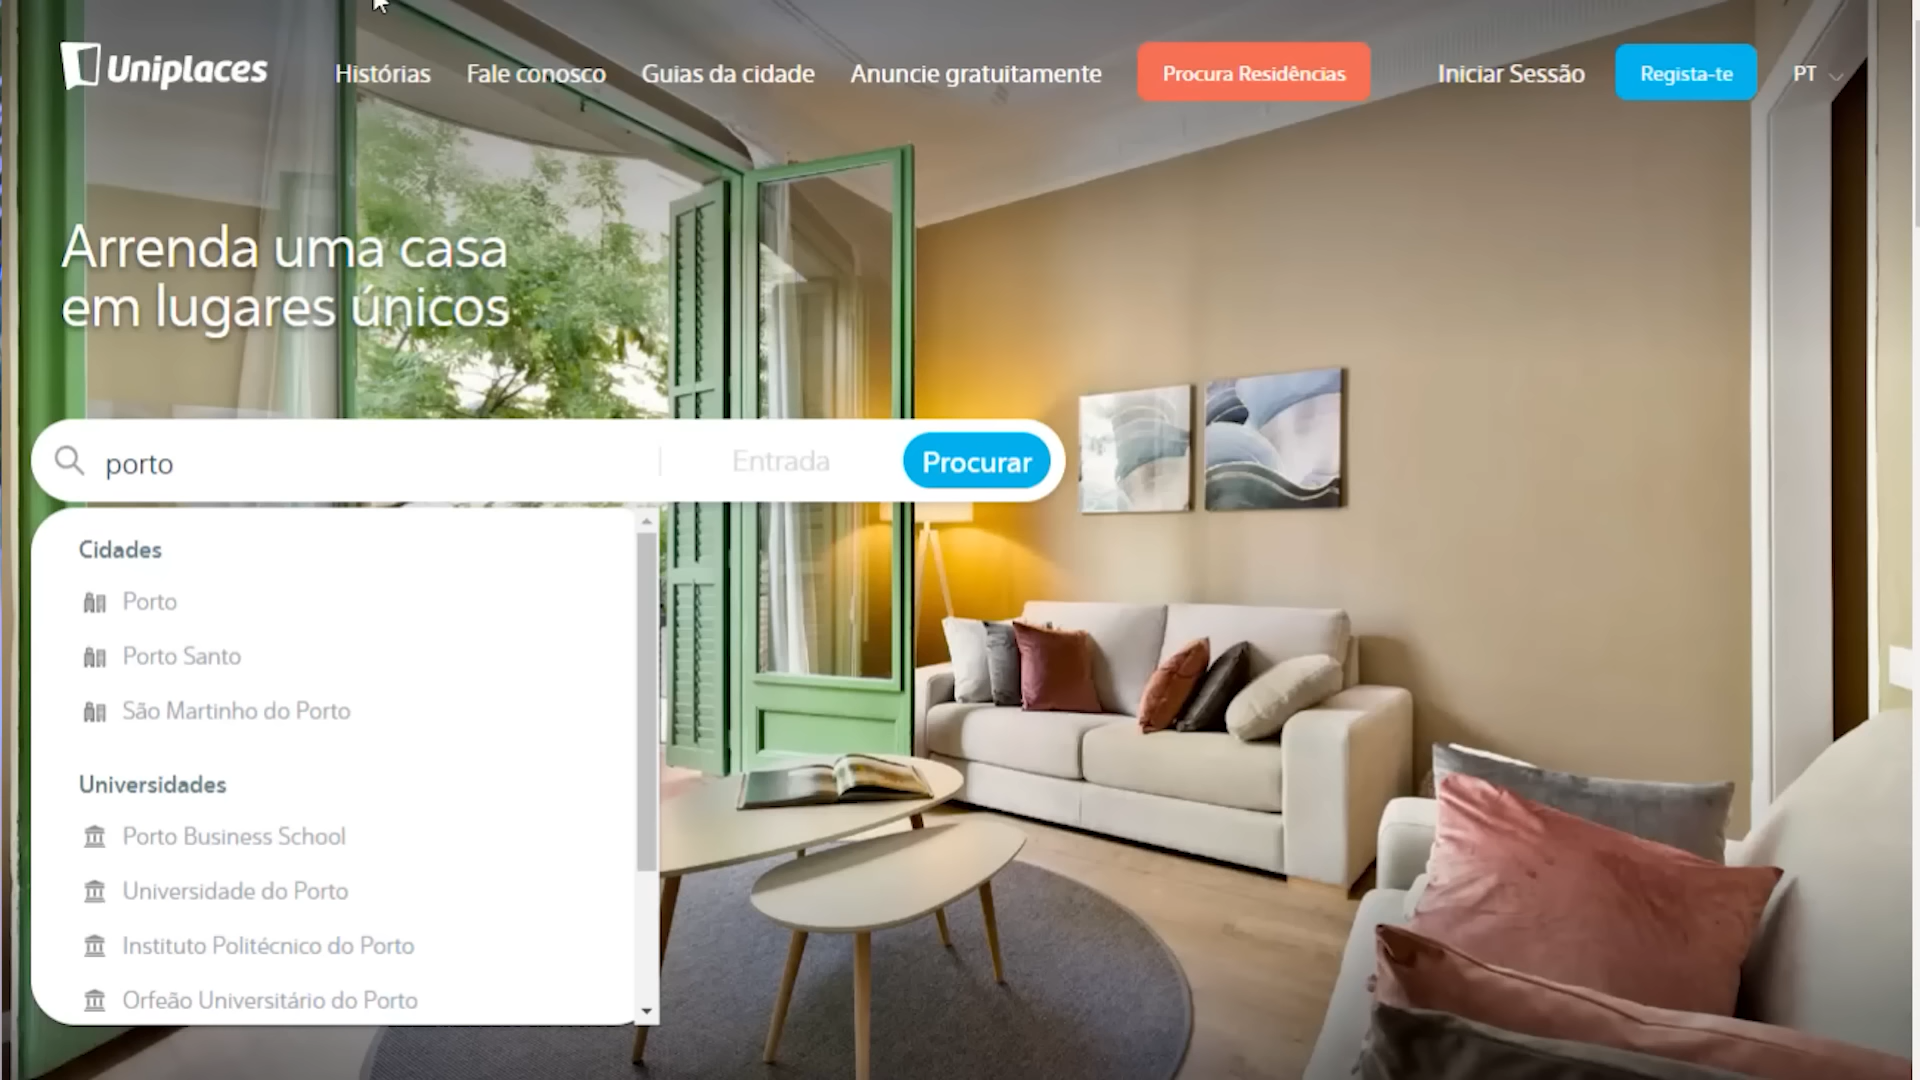 Uniplaces
Histórias
Fale conosco
Guias da cidade
Anuncie gratuitamente
Procura Residências
Iniciar Sessão
Regista-te
PT
Arrenda uma casa
em lugares únicos
porto
Entrada
Procurar
Cidades
Porto
Porto Santo
São Martinho do Porto
Universidades
Porto Business School
Universidade do Porto
Instituto Politécnico do Porto
Orfeão Universitário do Porto